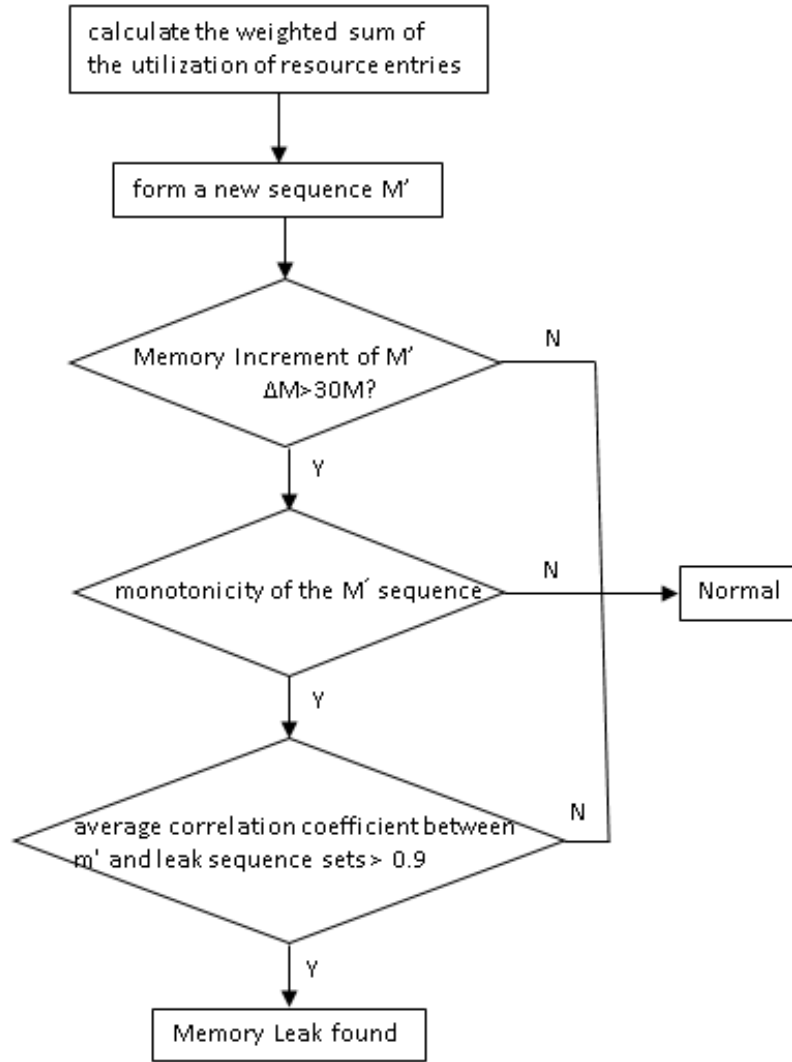 calculate the weighted sum of
the utilization of resource entries
form a new sequence M'
Memory Increment of M'
ΔM>30M?
N
Y
monotonicity of the M´ sequence
N
Normal
Y
average correlation coefficient between
m' and leak sequence sets > 0.9
N
Y
Memory Leak found